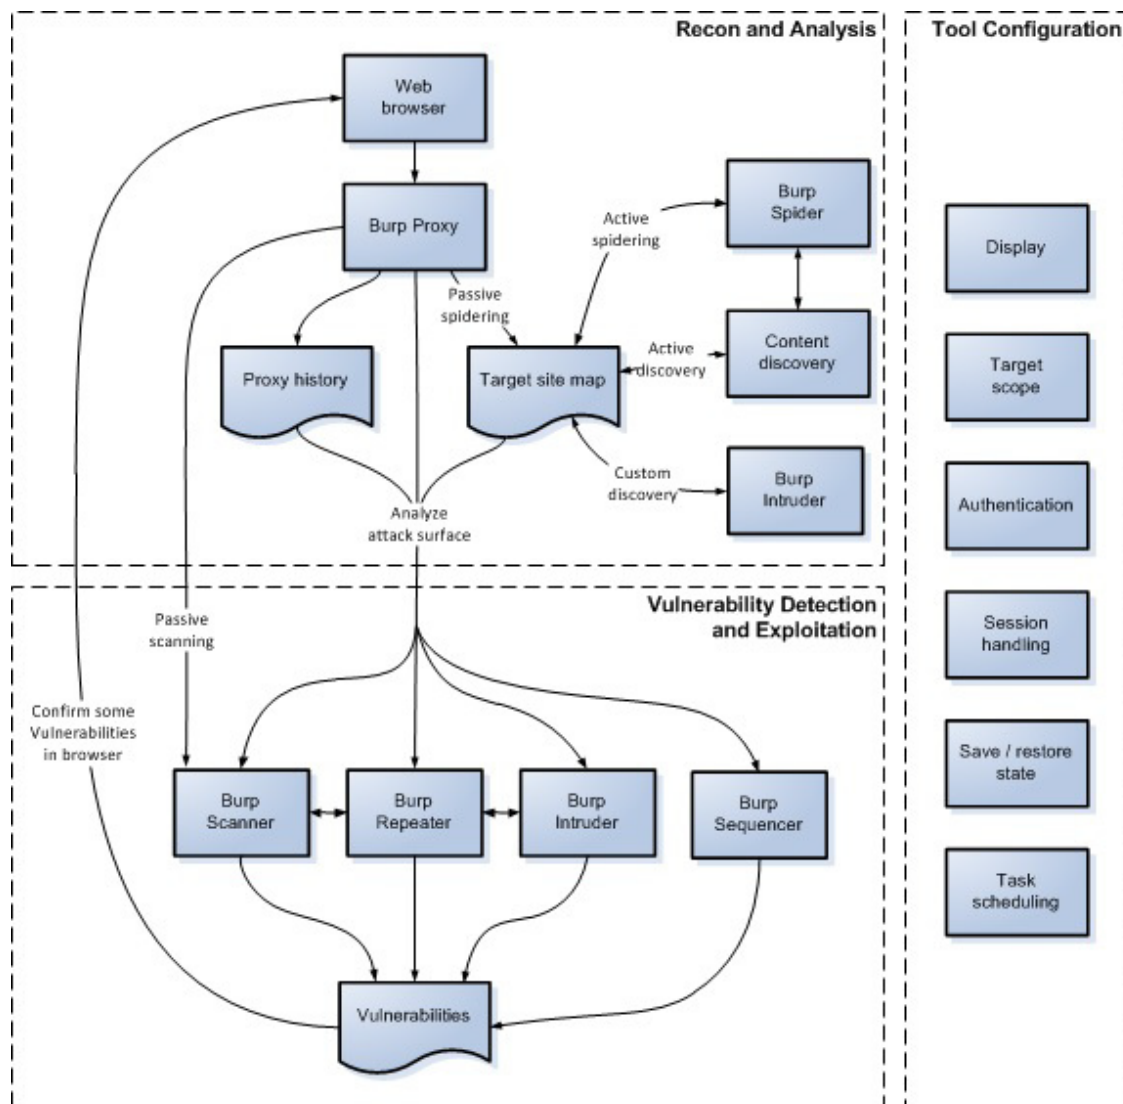 Recon and Analysis
Web
browser
Burp Proxy
Passive
spidering
Active
spidering
Burp
Spider
Proxy history
Target site map
Active
discovery
Content
discovery
Custom
discovery
Burp
Intruder
Analyze
attack surface
Vulnerability Detection
and Exploitation
Passive
scanning
Confirm some
Vulnerabilities
in browser
Burp
Scanner
Burp
Repeater
Burp
Intruder
Burp
Sequencer
Vulnerabilities
Tool Configuration
Display
Target
scope
Authentication
Session
handling
Save / restore
state
Task
scheduling